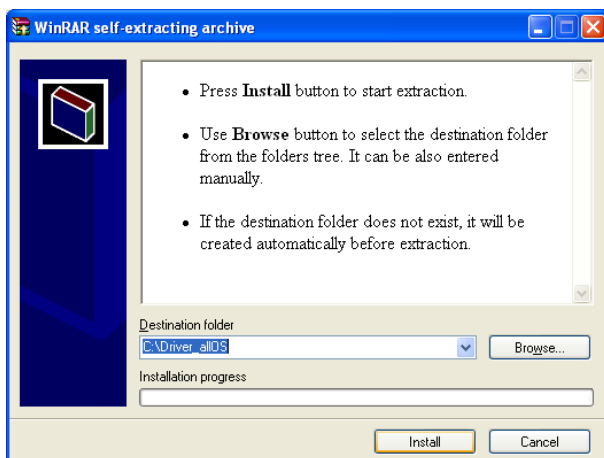 WinRAR self-extracting archive
• Press Install button to start extraction.
• Use Browse button to select the destination folder
from the folders tree. It can be also entered
manually.
• If the destination folder does not exist, it will be
created automatically before extraction.
Destination folder
C:\Driver_allOS
Browse...
Installation progress
Install
Cancel